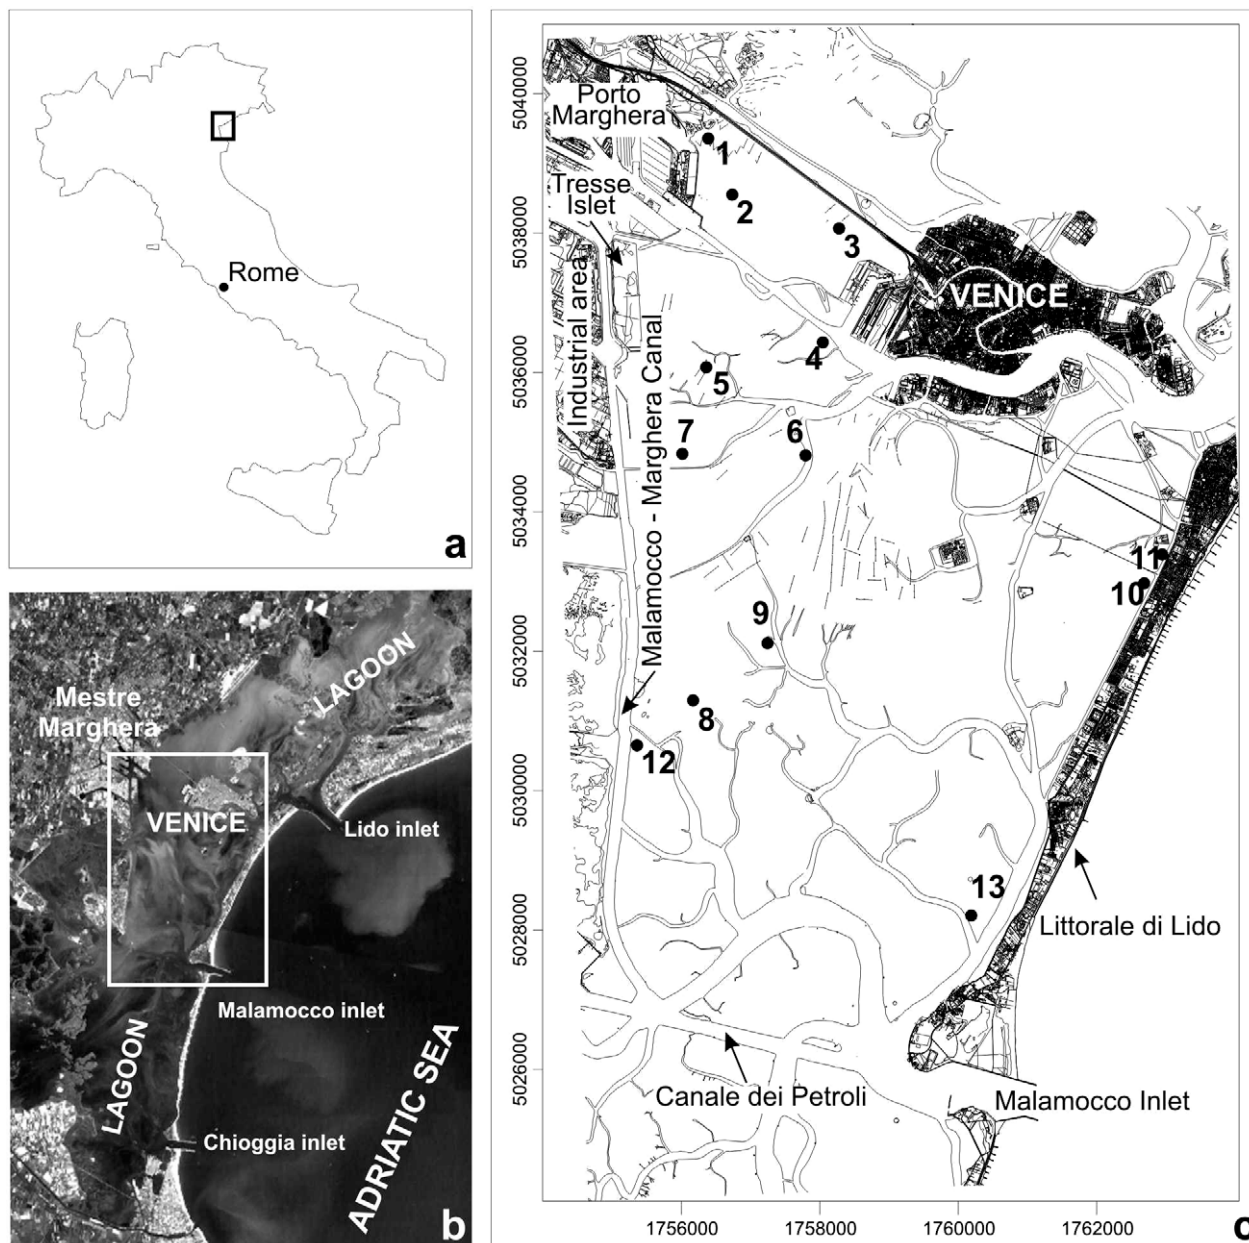 Rome
a
LAGOON
Mestre
Marghera
VENICE
Lido inlet
Malamocco inlet
LAGOON
Chioggia inlet
ADRIATIC SEA
b
5040000
5038000
5036000
5034000
5032000
5030000
5028000
5026000
Porto
Marghera
1
Tresse
Islet
2
3
Industrial area
VENICE
4
5
Malamocco - Marghera Canal
7
6
11
10
9
8
12
13
Littorale di Lido
Canale dei Petroli
Malamocco Inlet
1756000
1758000
1760000
1762000
c